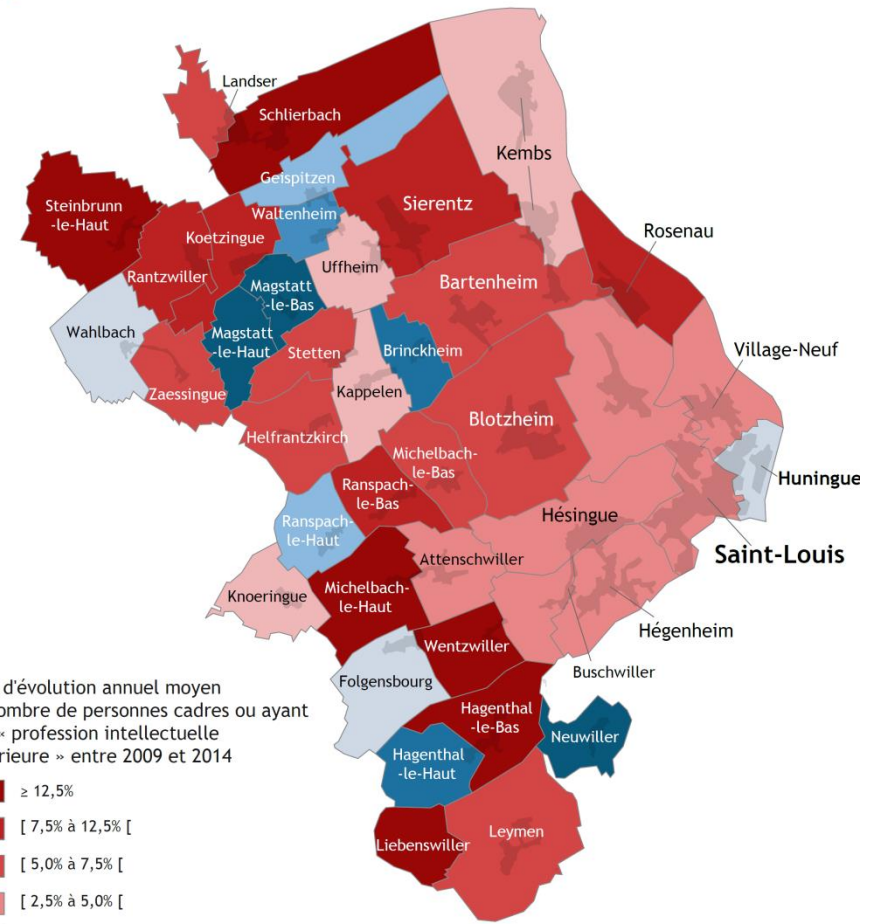 Landser
Schlierbach
Kembs
Geispitzen
Steinbrunn
-le-Haut
Sierentz
Waltenheim
Koetzingue
Rosenau
Uffheim
Rantzwiller
Bartenheim
Magstatt
-le-Bas
Wahlbach
Magstatt
-le-Haut
Stetten
Brinckheim
Village-Neuf
Zaessingue
Kappelen
Blotzheim
Helfrantzkirch
Michelbach
-le-Bas
Huningue
Ranspach-
le-Bas
Hésingue
Ranspach-
le-Haut
Saint-Louis
Attenschwiller
Michelbach-
le-Haut
Knoeringue
Hégenheim
Wentzwiller
Buschwiller
Folgensbourg
Hagenthal
-le-Bas
Neuwiller
Hagenthal
-le-Haut
Leymen
Liebenswiller
d'évolution annuel moyen
ombre de personnes cadres ou ayant
« profession intellectuelle
rieure » entre 2009 et 2014
≥ 12,5%
[ 7,5% à 12,5% [
[ 5,0% à 7,5% [
[ 2,5% à 5,0% [